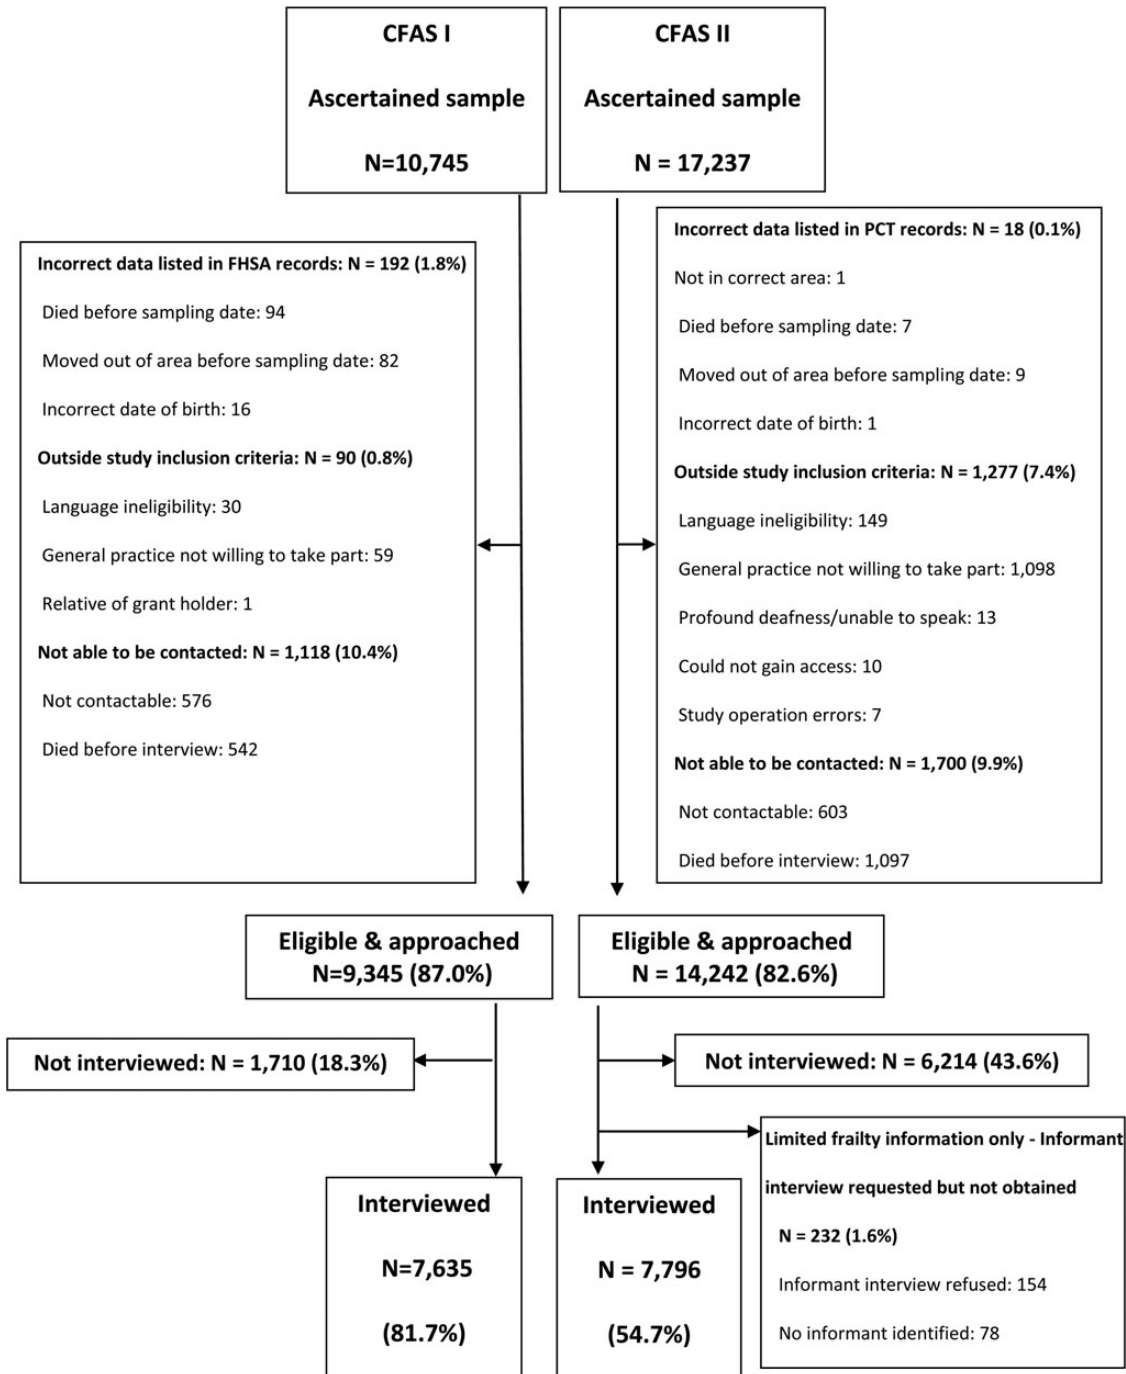 CFAS I
Ascertained sample
N=10,745
CFAS II
Ascertained sample
N = 17,237
Incorrect data listed in FHSA records: N = 192 (1.8%)
Died before sampling date: 94
Moved out of area before sampling date: 82
Incorrect date of birth: 16
Outside study inclusion criteria: N = 90 (0.8%)
Language ineligibility: 30
General practice not willing to take part: 59
Relative of grant holder: 1
Not able to be contacted: N = 1,118 (10.4%)
Not contactable: 576
Died before interview: 542
Incorrect data listed in PCT records: N = 18 (0.1%)
Not in correct area: 1
Died before sampling date: 7
Moved out of area before sampling date: 9
Incorrect date of birth: 1
Outside study inclusion criteria: N = 1,277 (7.4%)
Language ineligibility: 149
General practice not willing to take part: 1,098
Profound deafness/unable to speak: 13
Could not gain access: 10
Study operation errors: 7
Not able to be contacted: N = 1,700 (9.9%)
Not contactable: 603
Died before interview: 1,097
Eligible & approached
N=9,345 (87.0%)
Eligible & approached
N = 14,242 (82.6%)
Not interviewed: N = 1,710 (18.3%)
Not interviewed: N = 6,214 (43.6%)
Limited frailty information only - Informant
interview requested but not obtained
N = 232 (1.6%)
Informant interview refused: 154
No informant identified: 78
Interviewed
N=7,635
(81.7%)
Interviewed
N = 7,796
(54.7%)